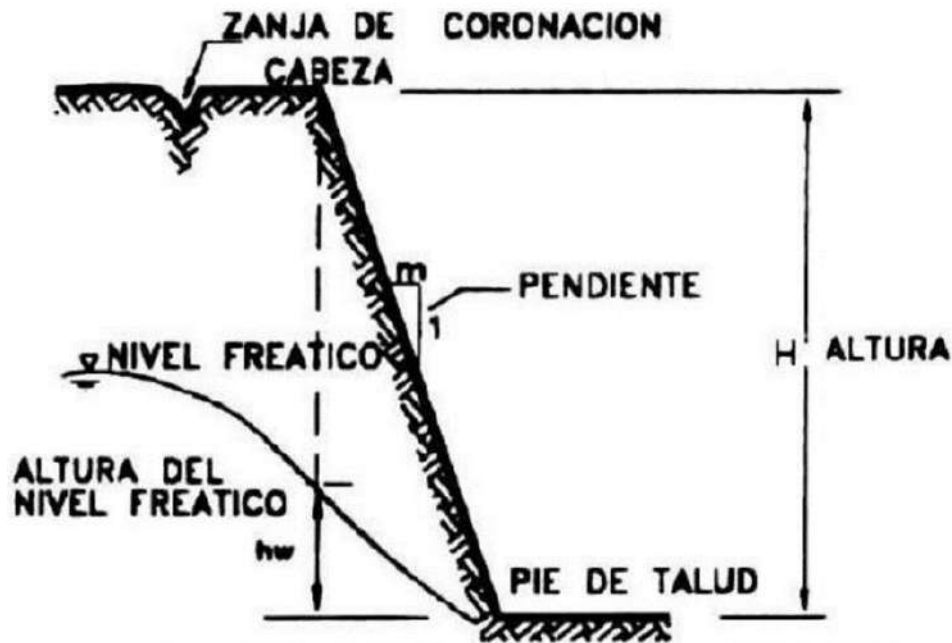 ZANJA DE CORONACION
CABEZA
m
1
PENDIENTE
NIVEL FREATICO
H ALTURA
ALTURA DEL
NIVEL FREATICO
hw
PIE DE TALUD